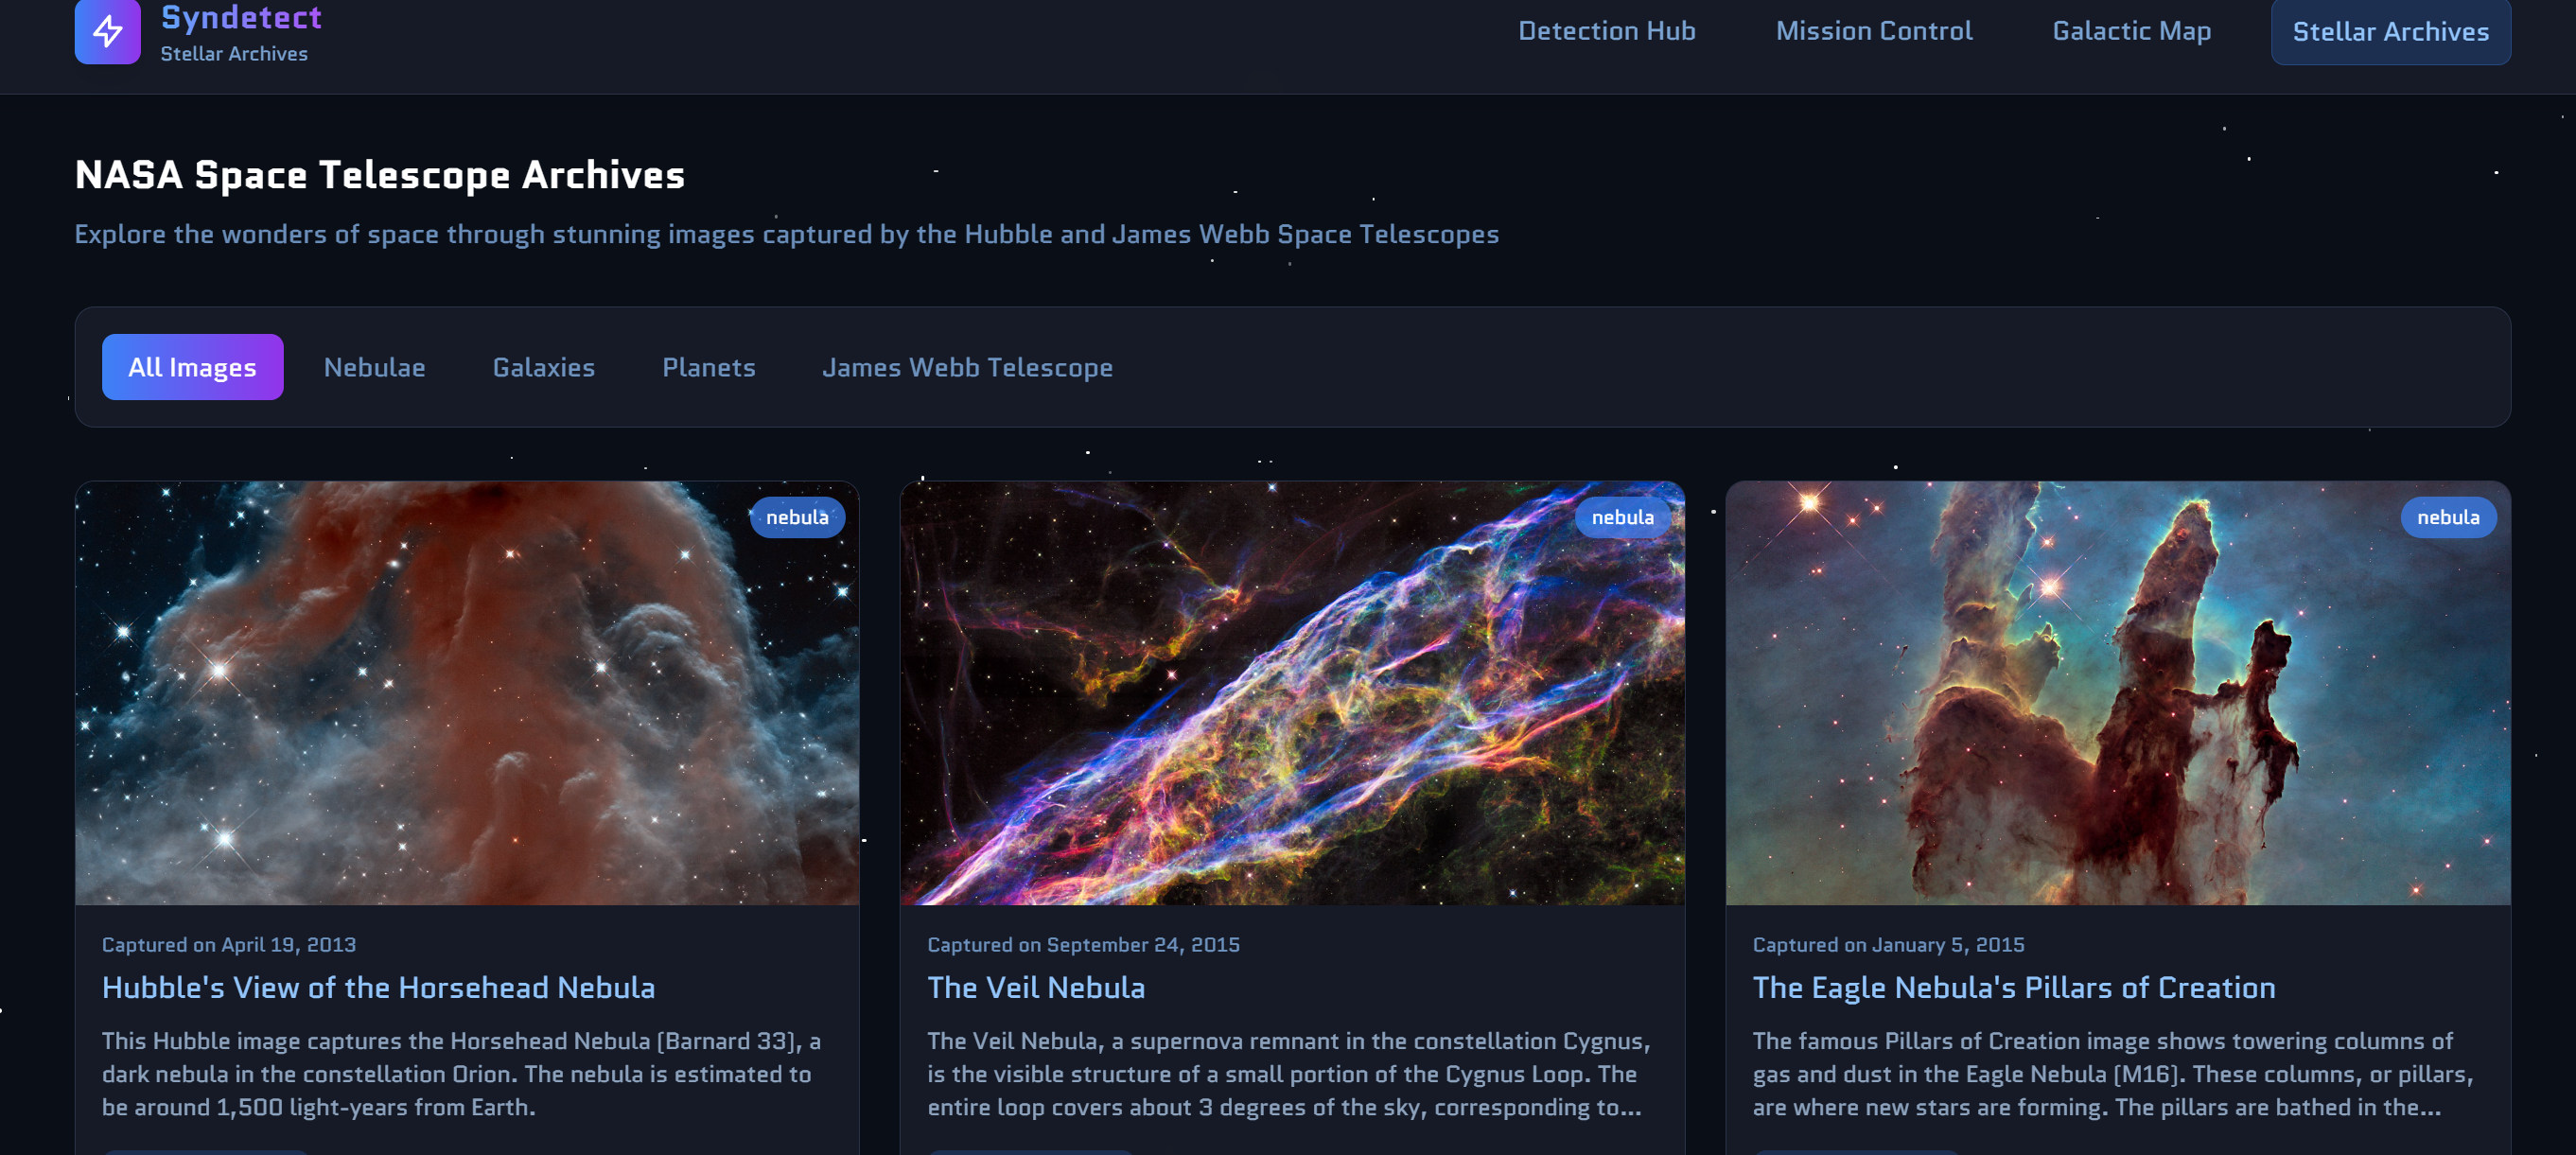 Syndetect
Stellar Archives
Detection Hub
Mission Control
Galactic Map
Stellar Archives
NASA Space Telescope Archives
Explore the wonders of space through stunning images captured by the Hubble and James Webb Space Telescopes
All Images
Nebulae
Galaxies
Planets
James Webb Telescope
nebula
Captured on April 19, 2013
Hubble's View of the Horsehead Nebula
This Hubble image captures the Horsehead Nebula (Barnard 33), a
dark nebula in the constellation Orion. The nebula is estimated to
be around 1,500 light-years from Earth.
nebula
Captured on September 24, 2015
The Veil Nebula
The Veil Nebula, a supernova remnant in the constellation Cygnus,
is the visible structure of a small portion of the Cygnus Loop. The
entire loop covers about 3 degrees of the sky, corresponding to...
nebula
Captured on January 5, 2015
The Eagle Nebula's Pillars of Creation
The famous Pillars of Creation image shows towering columns of
gas and dust in the Eagle Nebula (M16). These columns, or pillars,
are where new stars are forming. The pillars are bathed in the...